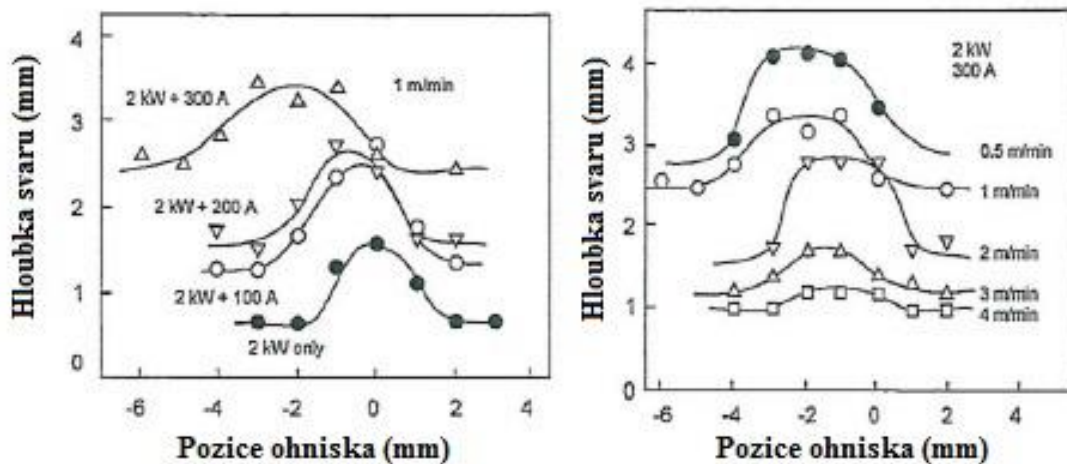 Hloubka svaru (mm)
4
3
2
1
0
2 kW + 300 A
1 m/min
2 kW + 200 A
2 kW + 100 A
2 kW only
-6
-4
-2
0
2
4
Pozice ohniska (mm)
Hloubka svaru (mm)
4
3
2
1
0
2 kW
300 A
0.5 m/min
1 m/min
2 m/min
3 m/min
4 m/min
-6
-4
-2
0
2
4
Pozice ohniska (mm)